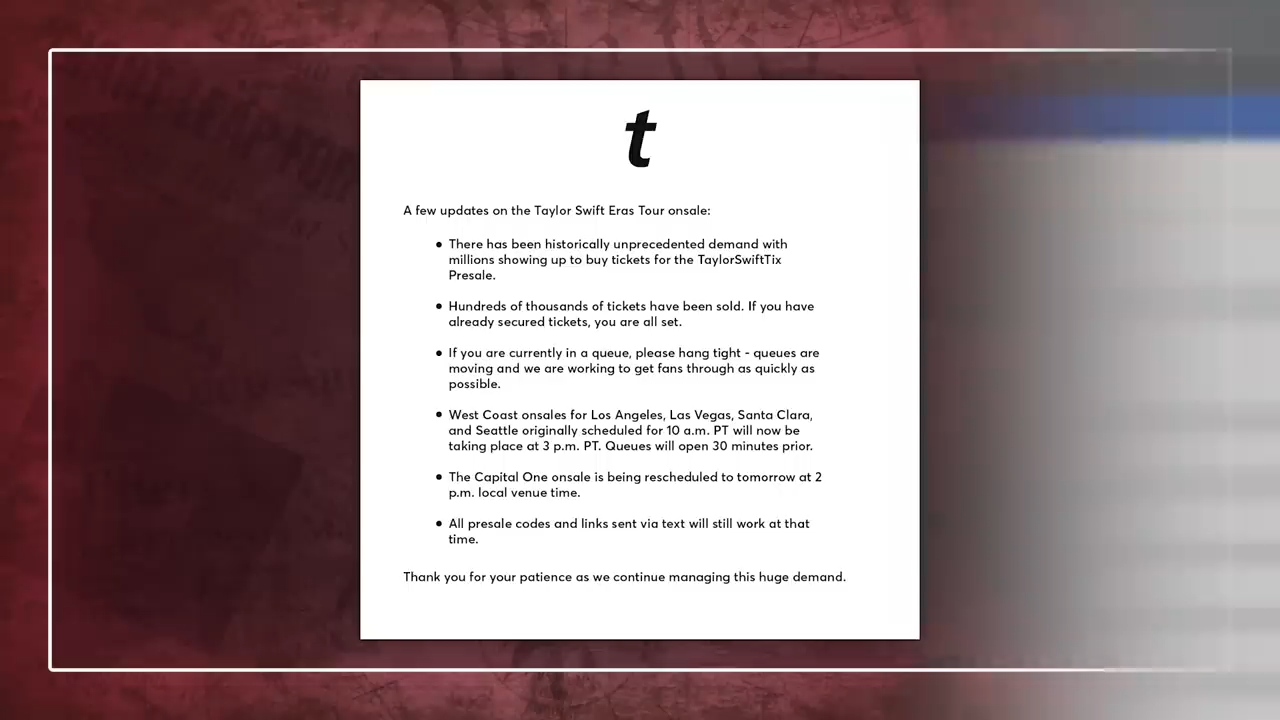 t
A few updates on the Taylor Swift Eras Tour onsale:
• There has been historically unprecedented demand with
millions showing up to buy tickets for the TaylorSwiftTix
Presale.
• Hundreds of thousands of tickets have been sold. If you have
already secured tickets, you are all set.
• If you are currently in a queue, please hang tight - queues are
moving and we are working to get fans through as quickly as
possible.
• West Coast onsales for Los Angeles, Las Vegas, Santa Clara,
and Seattle originally scheduled for 10 a.m. PT will now be
taking place at 3 p.m. PT. Queues will open 30 minutes prior.
• The Capital One onsale is being rescheduled to tomorrow at 2
p.m. local venue time.
• All presale codes and links sent via text will still work at that
time.
Thank you for your patience as we continue managing this huge demand.